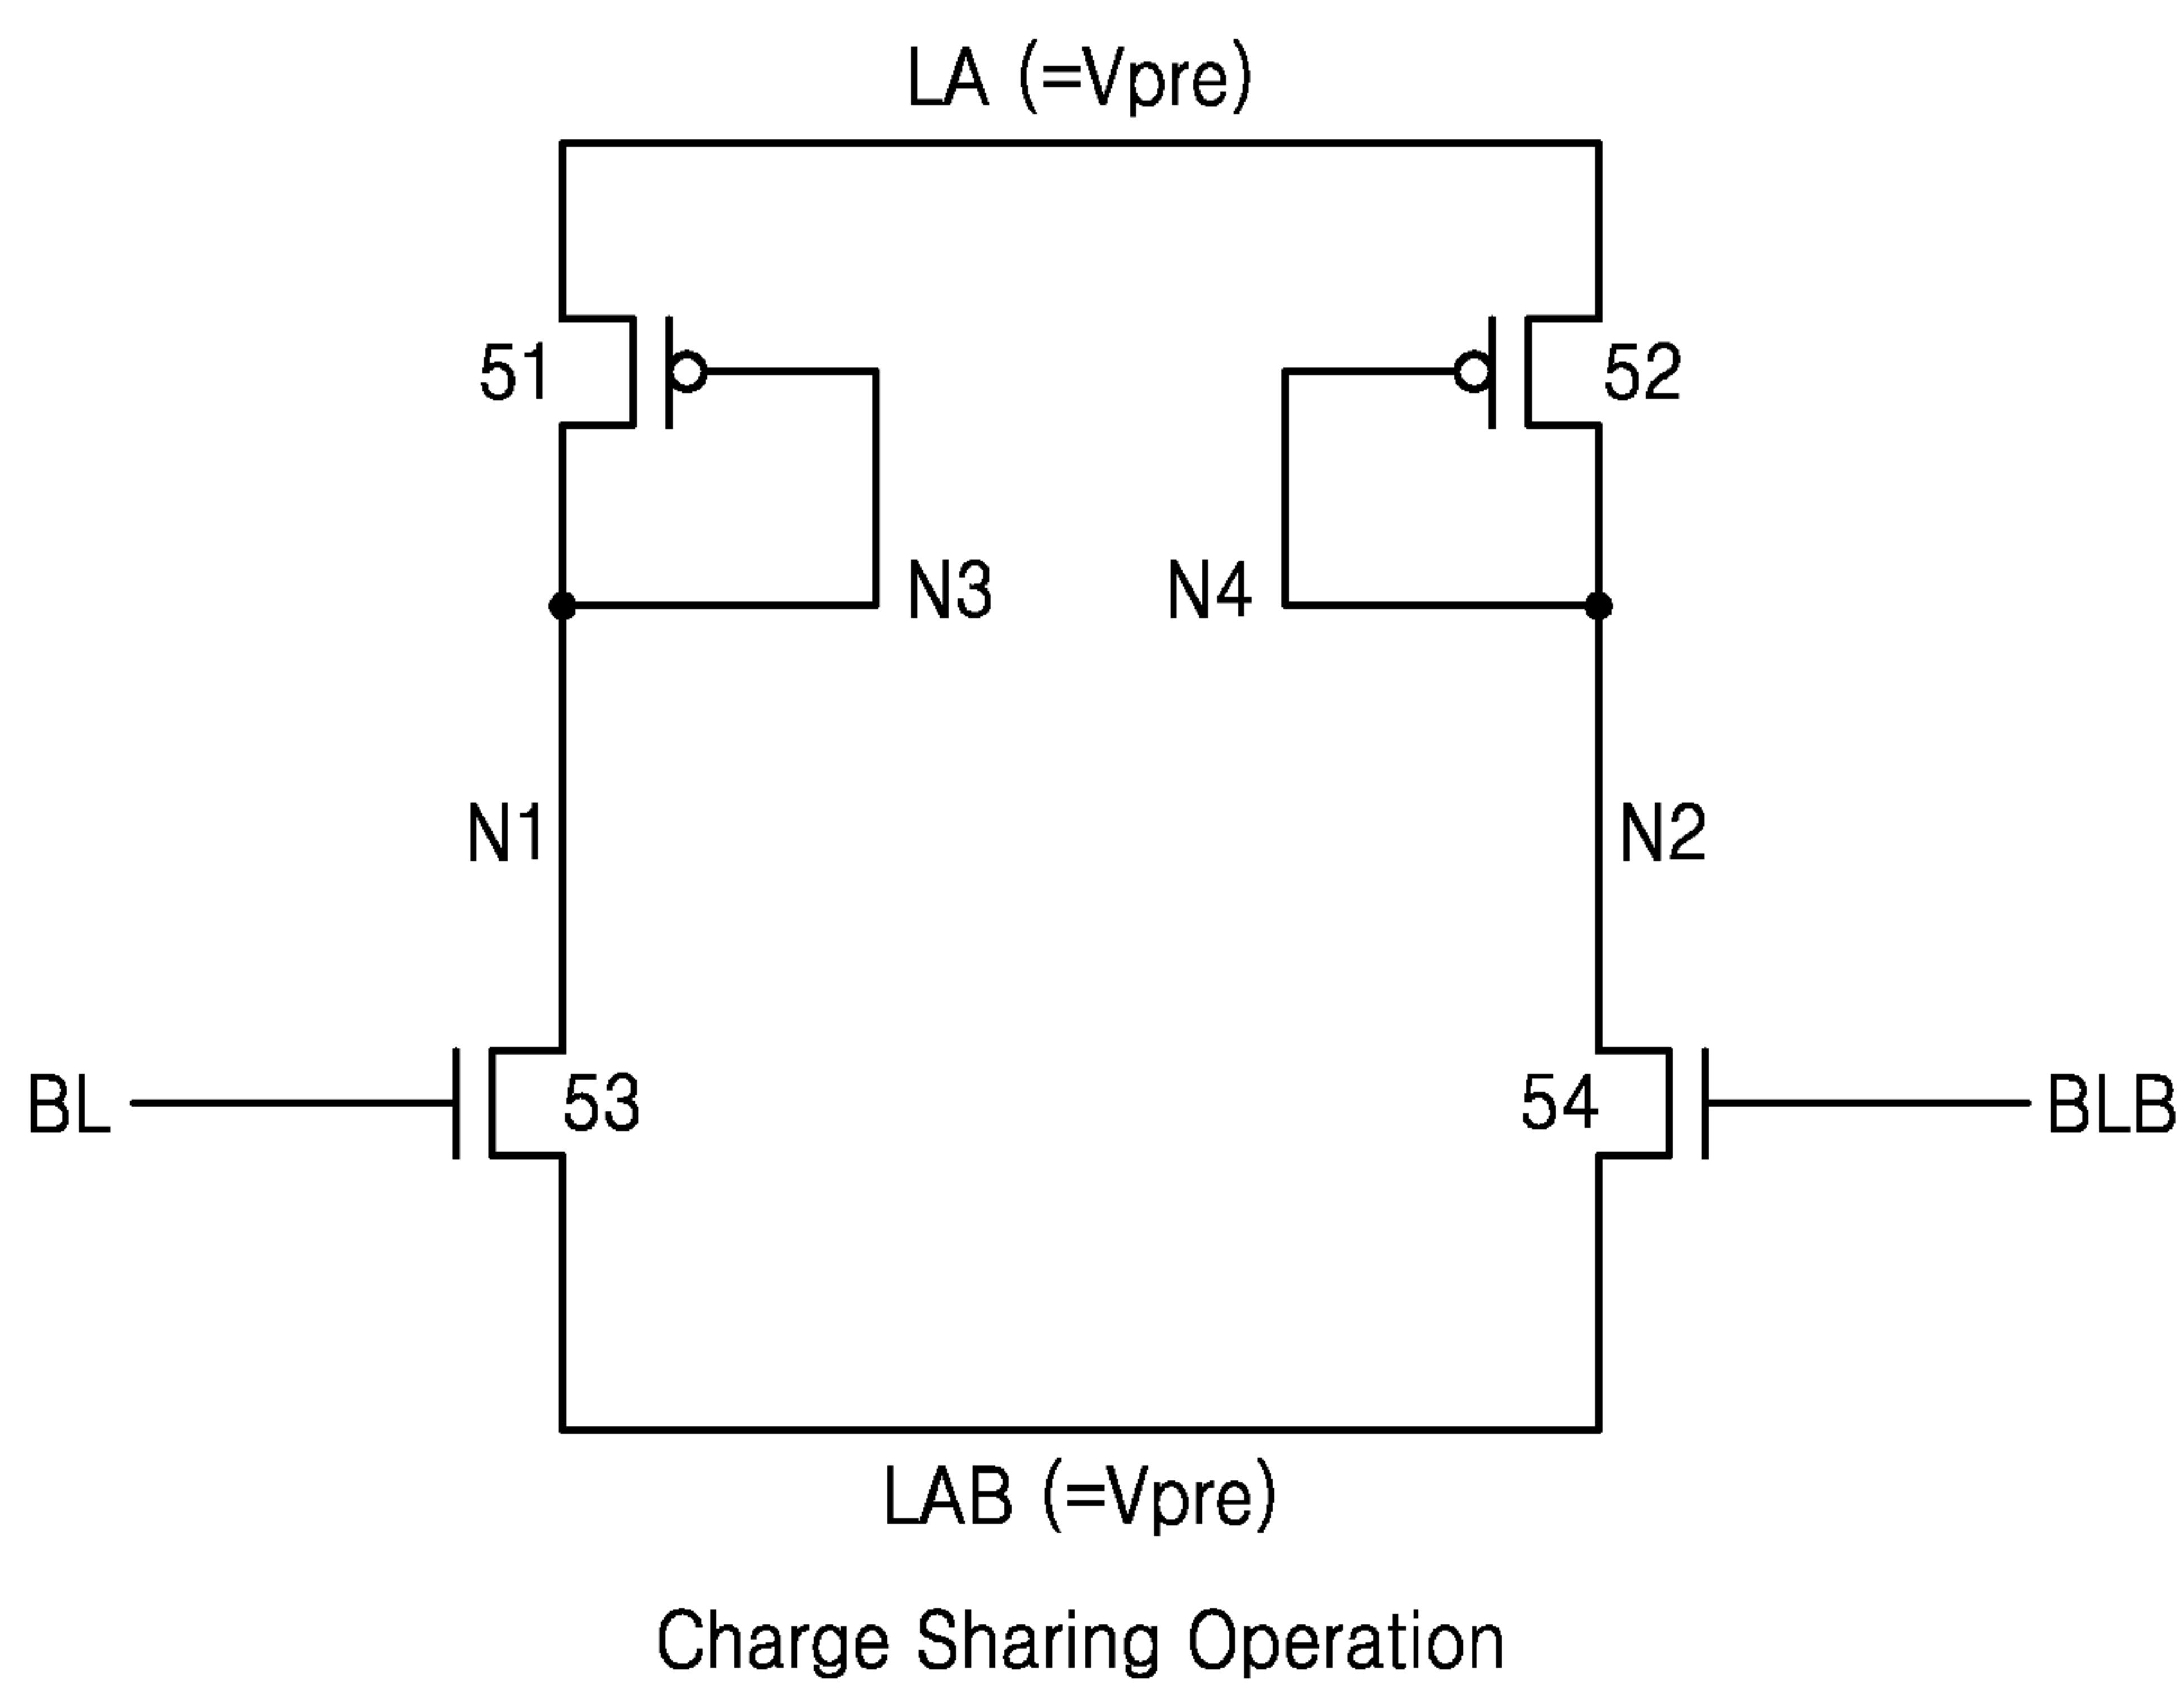 LA (=Vpre)
51
52
N3
N4
N1
N2
BL
53
54
BLB
LAB (=Vpre)
Charge Sharing Operation